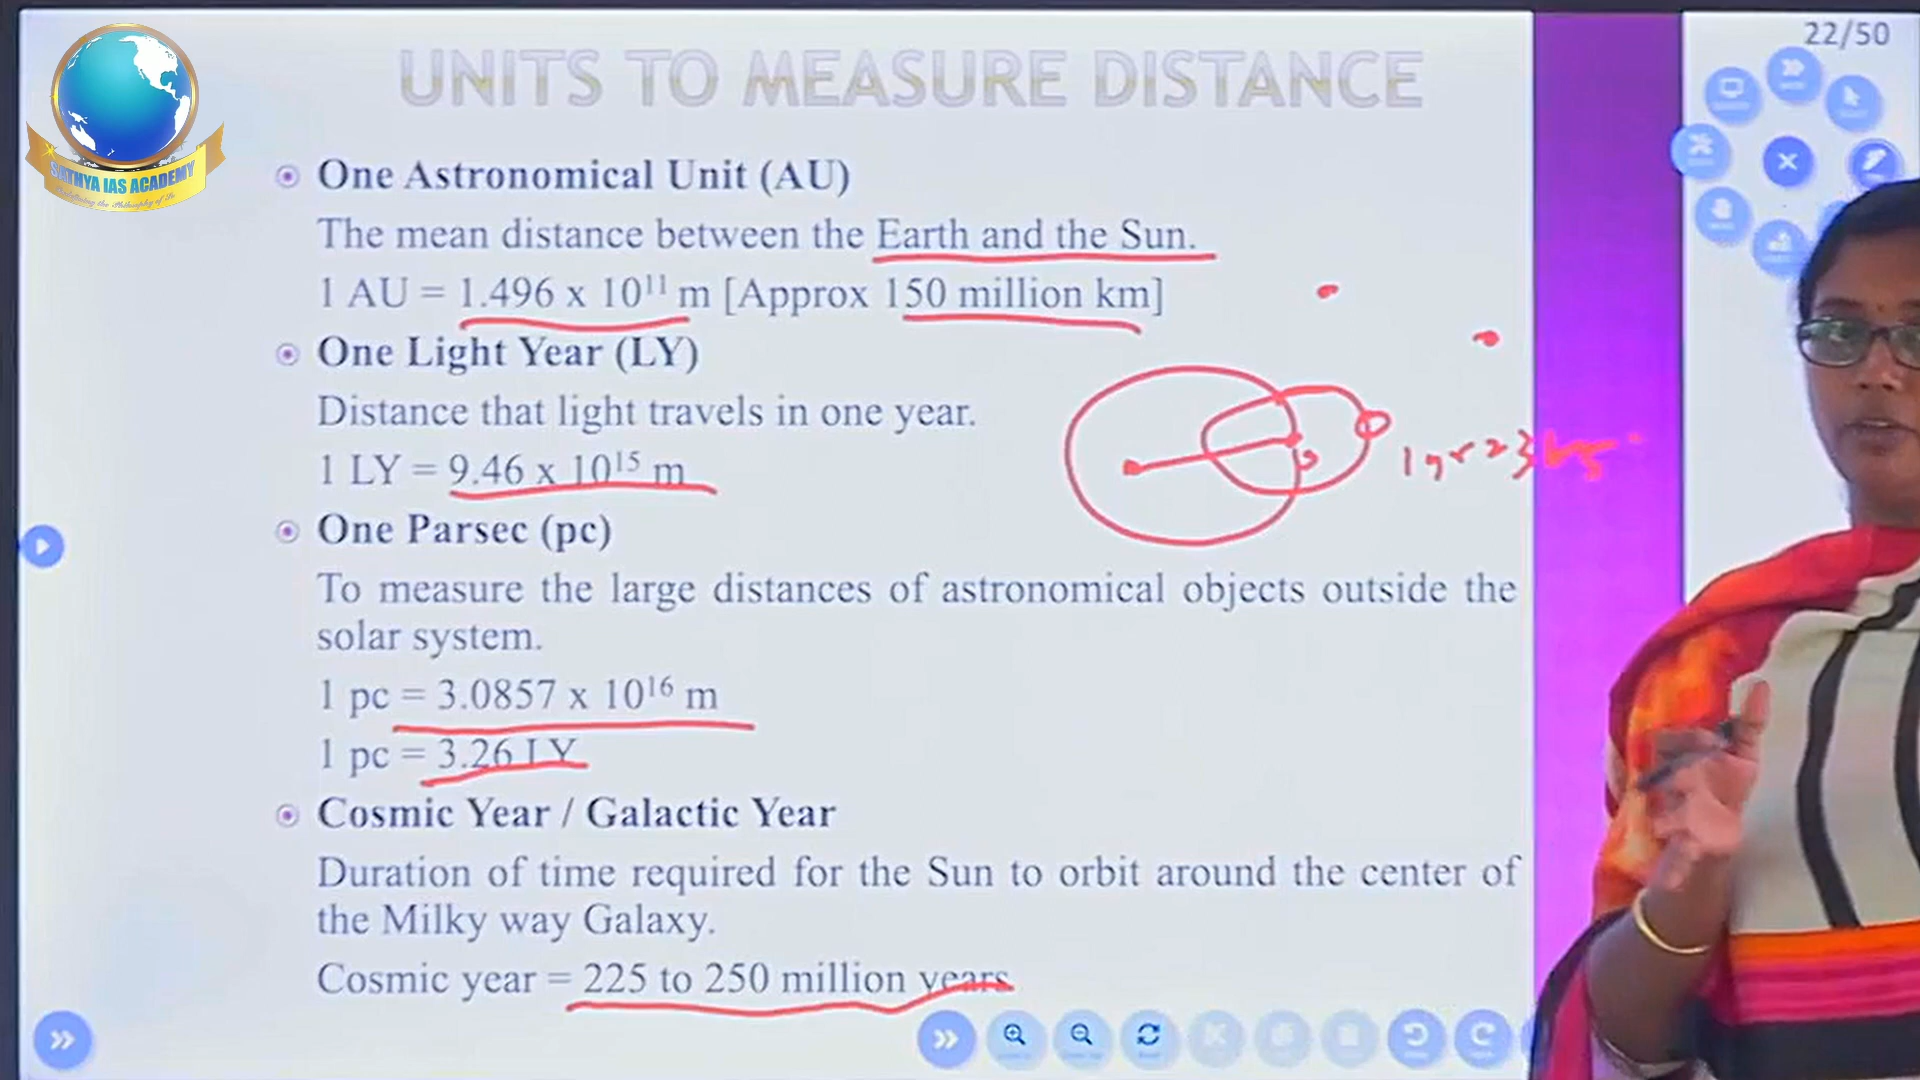 22/50
SATHYA IAS ACADEMY
UNITS TO MEASURE DISTANCE
One Astronomical Unit (AU)
The mean distance between the Earth and the Sun.
1 AU = 1.496 x 10¹¹ m [Approx 150 million km]
One Light Year (LY)
Distance that light travels in one year.
1 LY = 9.46 x 10¹⁵ m
One Parsec (pc)
To measure the large distances of astronomical objects outside the
solar system.
1 pc = 3.0857 x 10¹⁶ m
1 pc = 3.26 LY
Cosmic Year / Galactic Year
Duration of time required for the Sun to orbit around the center of
the Milky way Galaxy.
Cosmic year = 225 to 250 million years